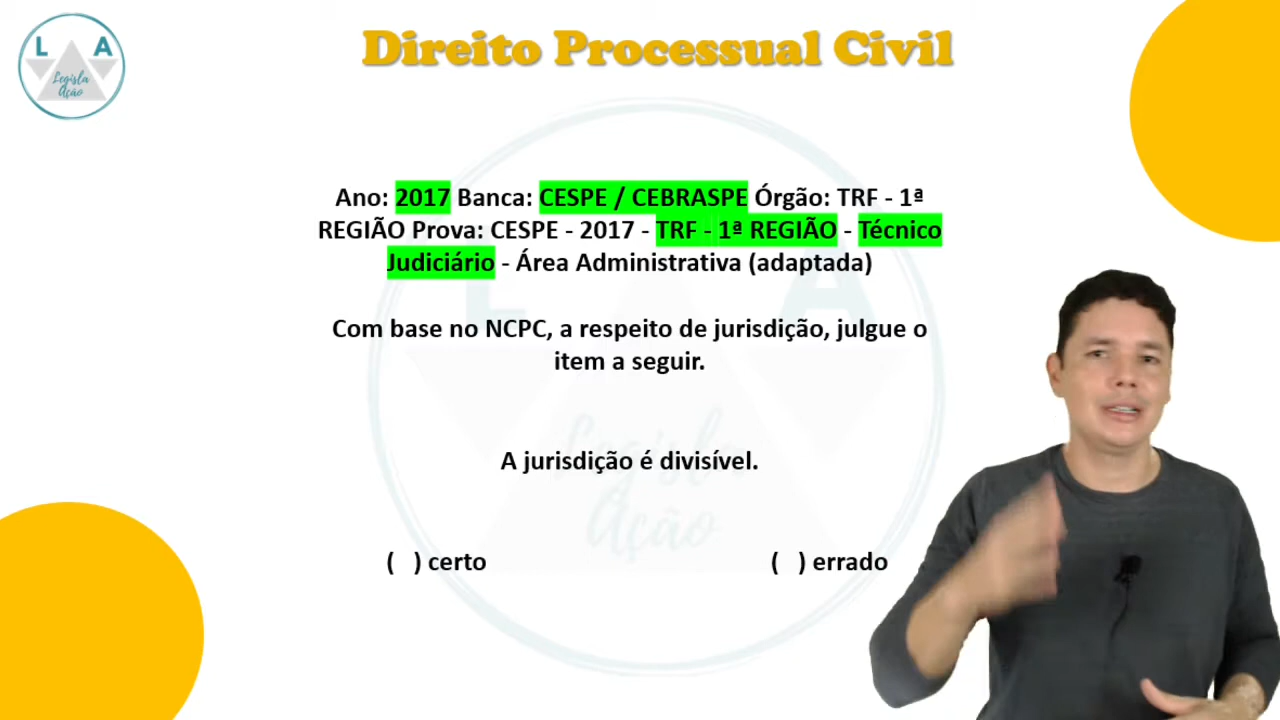 L A
Legisla
Ação
Direito Processual Civil
Ano: 2017 Banca: CESPE / CEBRASPE Órgão: TRF - 1ª
REGIÃO Prova: CESPE - 2017 - TRF - 1ª REGIÃO - Técnico
Judiciário - Área Administrativa (adaptada)
Com base no NCPC, a respeito de jurisdição, julgue o
item a seguir.
A jurisdição é divisível.
( ) certo ( ) errado
L A
Legisla
Ação